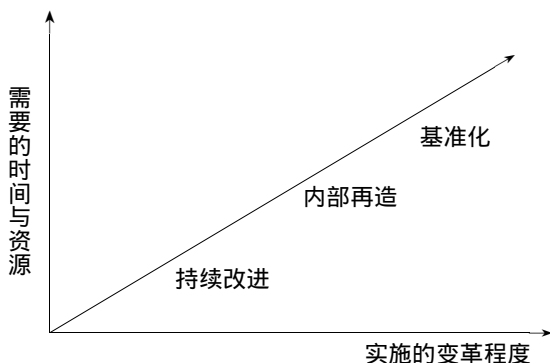 需要的时间与资源
基准化
内部再造
持续改进
实施的变革程度